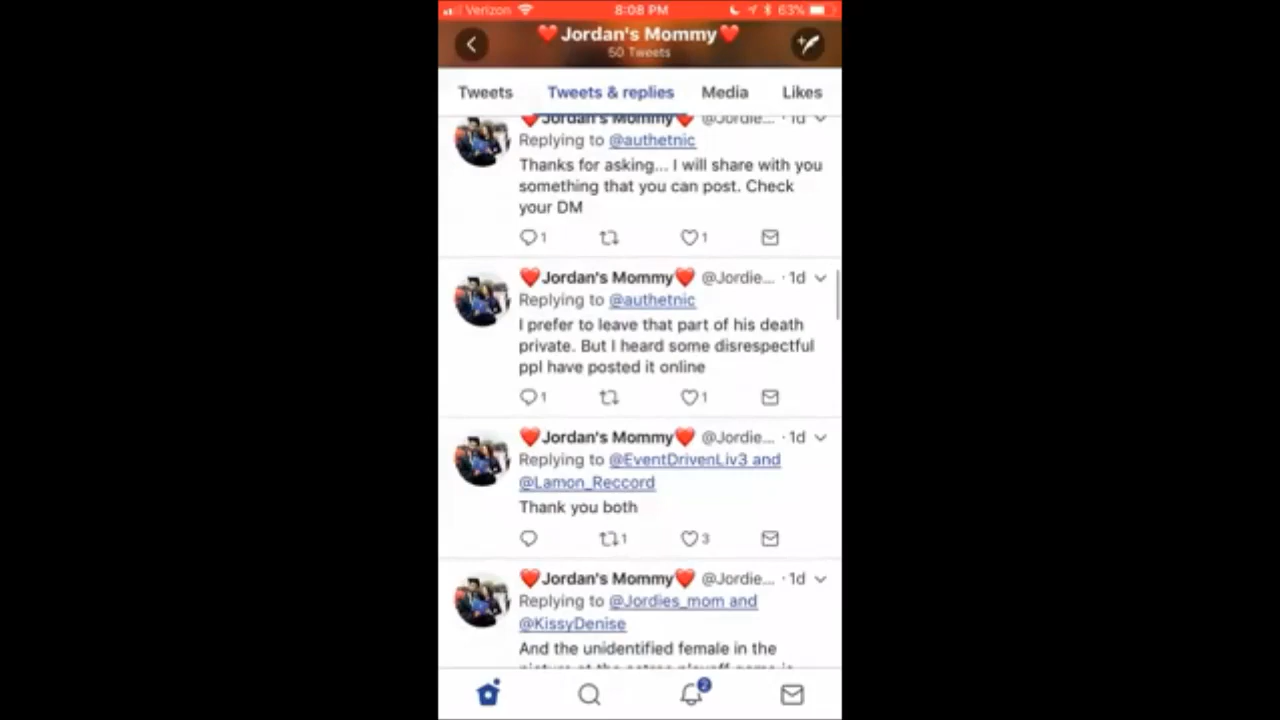 Verizon 8:08 PM 63%
❤️Jordan's Mommy❤️
50 Tweets
Tweets Tweets & replies Media Likes
❤️Jordan's Mommy❤️ @Jordie... · 1d
Replying to @authetnic
Thanks for asking... I will share with you
something that you can post. Check
your DM
1 1
❤️Jordan's Mommy❤️ @Jordie... · 1d
Replying to @authetnic
I prefer to leave that part of his death
private. But I heard some disrespectful
ppl have posted it online
1 1
❤️Jordan's Mommy❤️ @Jordie... · 1d
Replying to @EventDrivenLiv3 and
@Lamon_Reccord
Thank you both
1 3
❤️Jordan's Mommy❤️ @Jordie... · 1d
Replying to @Jordies_mom and
@KissyDenise
And the unidentified female in the
2